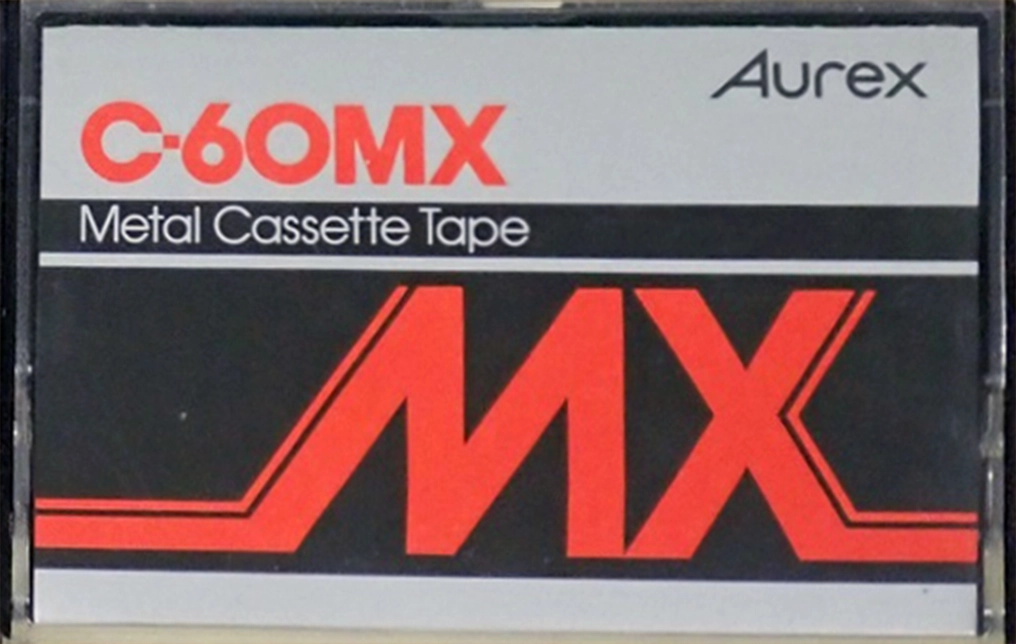 Aurex
C-60MX
Metal Cassette Tape
MX